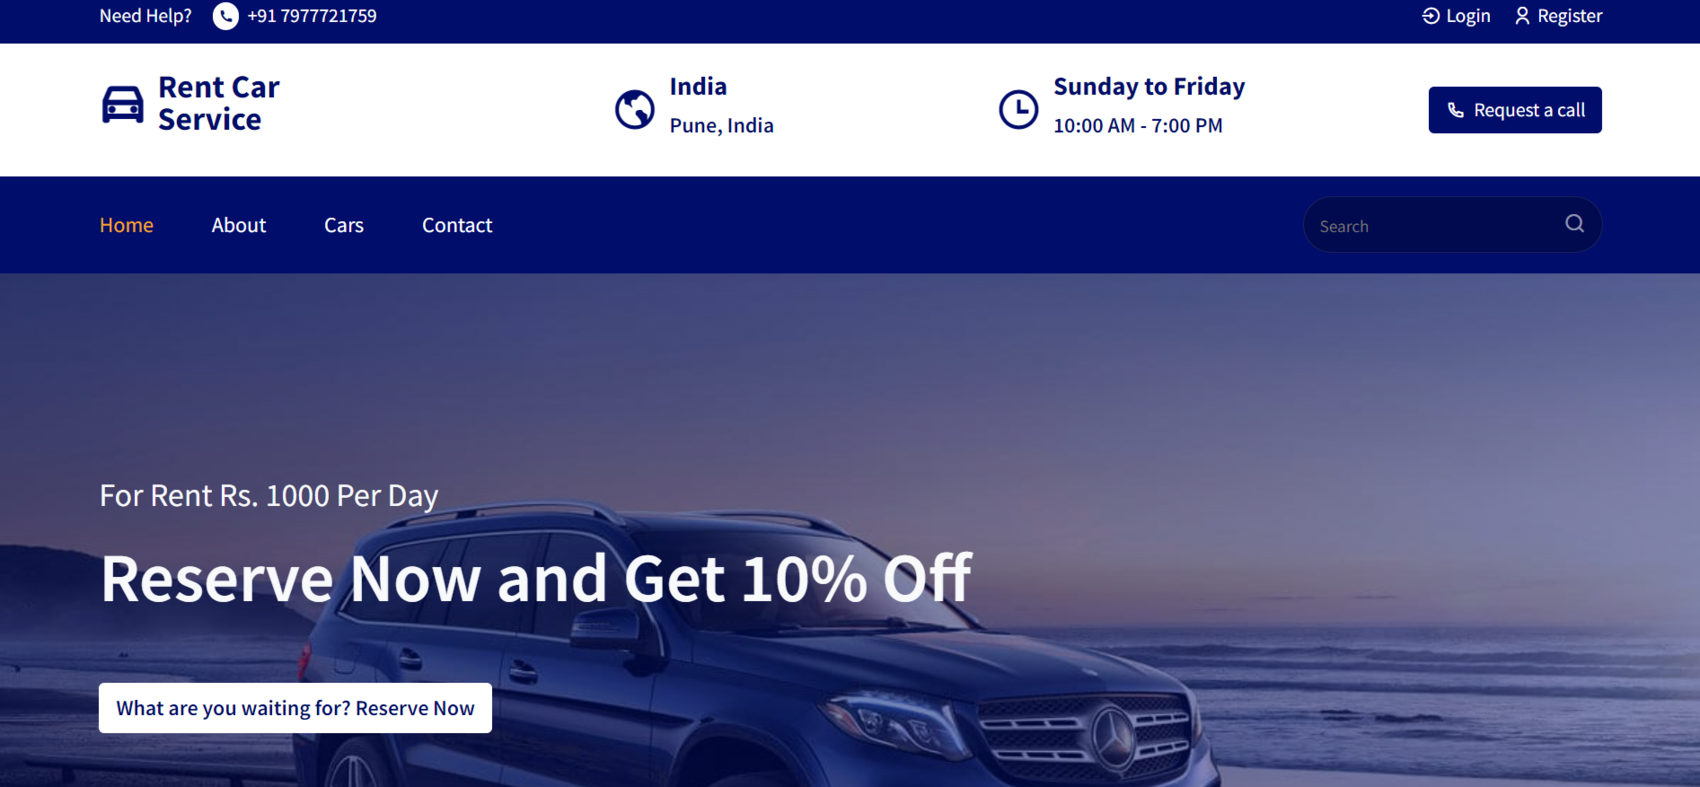 Need Help? +91 7977721759
Login Register
Rent Car
Service
India
Pune, India
Sunday to Friday
10:00 AM - 7:00 PM
Request a call
Home About Cars Contact
Search
For Rent Rs. 1000 Per Day
Reserve Now and Get 10% Off
What are you waiting for? Reserve Now